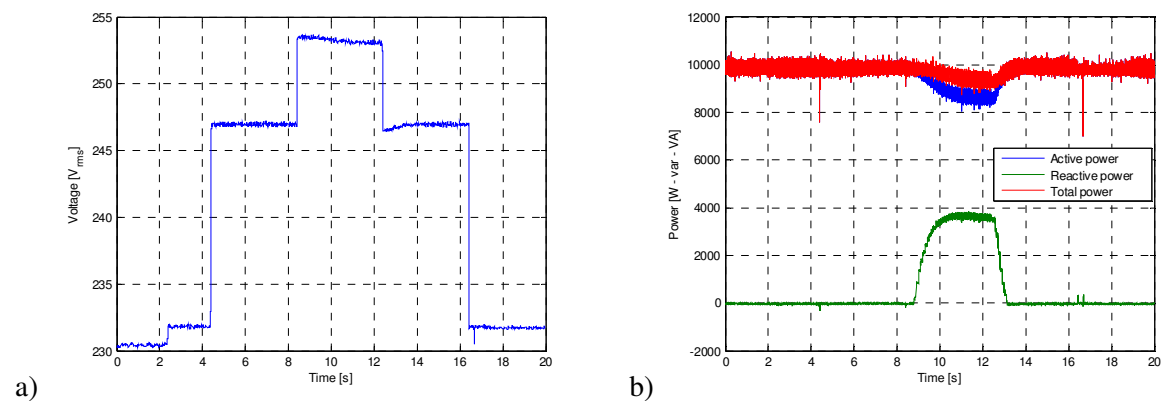 255
250
245
240
235
230
0 2 4 6 8 10 12 14 16 18 20
Voltage [Vrms]
Time [s]
a)
12000
10000
8000
6000
4000
2000
0
-2000
0 2 4 6 8 10 12 14 16 18 20
Power [W - var - VA]
Time [s]
Active power
Reactive power
Total power
b)